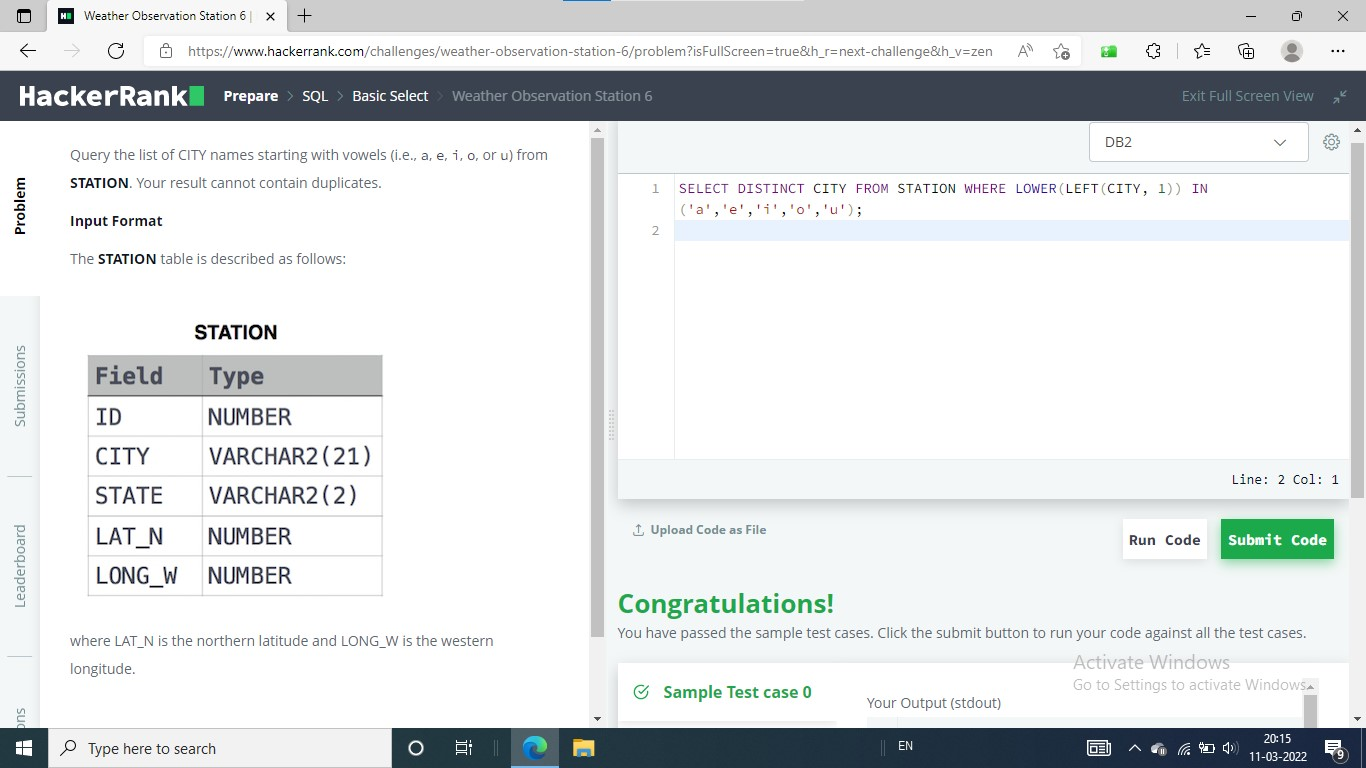 Weather Observation Station 6 |
https://www.hackerrank.com/challenges/weather-observation-station-6/problem?isFullScreen=true&h_r=next-challenge&h_v=zen
HackerRank
Prepare > SQL > Basic Select > Weather Observation Station 6
Exit Full Screen View
Problem
Submissions
Leaderboard
Query the list of CITY names starting with vowels (i.e., a, e, i, o, or u) from
STATION. Your result cannot contain duplicates.
Input Format
The STATION table is described as follows:
STATION
Field Type
ID NUMBER
CITY VARCHAR2(21)
STATE VARCHAR2(2)
LAT_N NUMBER
LONG_W NUMBER
where LAT_N is the northern latitude and LONG_W is the western
longitude.
DB2
1 SELECT DISTINCT CITY FROM STATION WHERE LOWER(LEFT(CITY, 1)) IN
('a','e','i','o','u');
2
Line: 2 Col: 1
Upload Code as File
Run Code
Submit Code
Congratulations!
You have passed the sample test cases. Click the submit button to run your code against all the test cases.
Activate Windows
Go to Settings to activate Windows.
Sample Test case 0
Your Output (stdout)
Type here to search
EN
20:15
11-03-2022
9